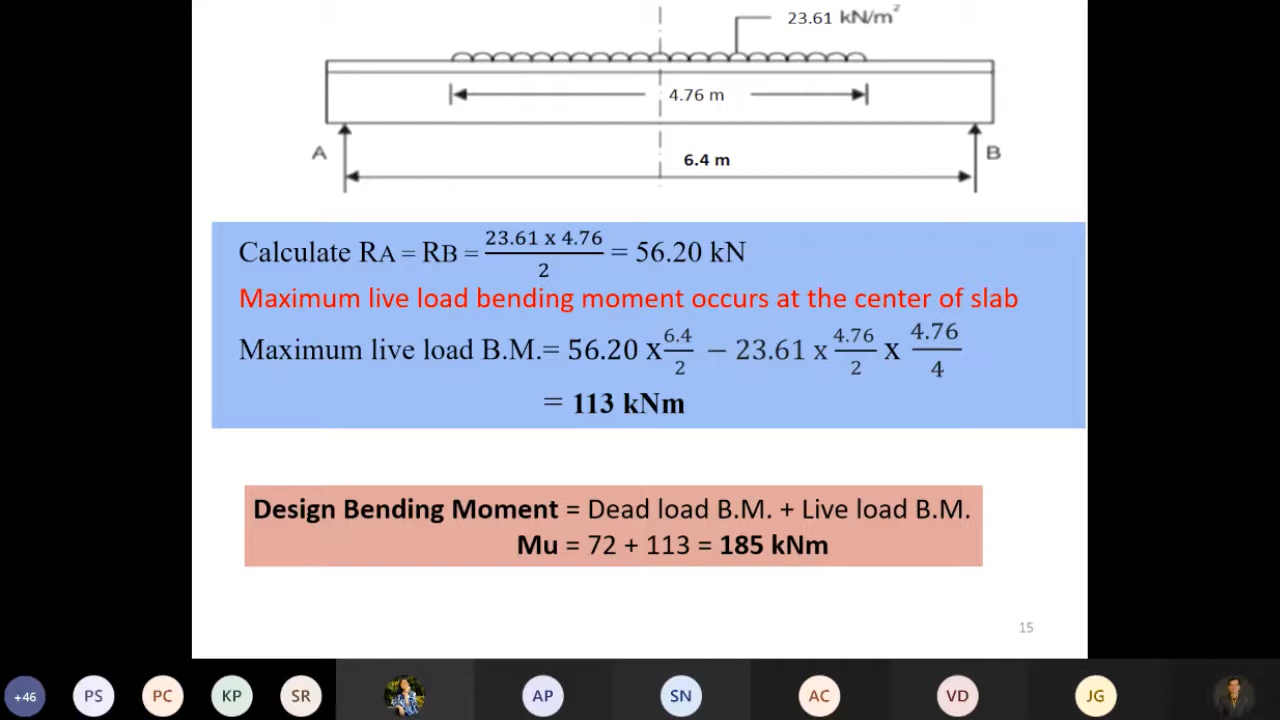 23.61 kN/m²
4.76 m
A
6.4 m
B
Calculate RA = RB = 23.61 x 4.76 / 2 = 56.20 kN
Maximum live load bending moment occurs at the center of slab
Maximum live load B.M.= 56.20 x 6.4/2 − 23.61 x 4.76/2 x 4.76/4
= 113 kNm
Design Bending Moment = Dead load B.M. + Live load B.M.
Mu = 72 + 113 = 185 kNm
15
+46 PS PC KP SR AP SN AC VD JG